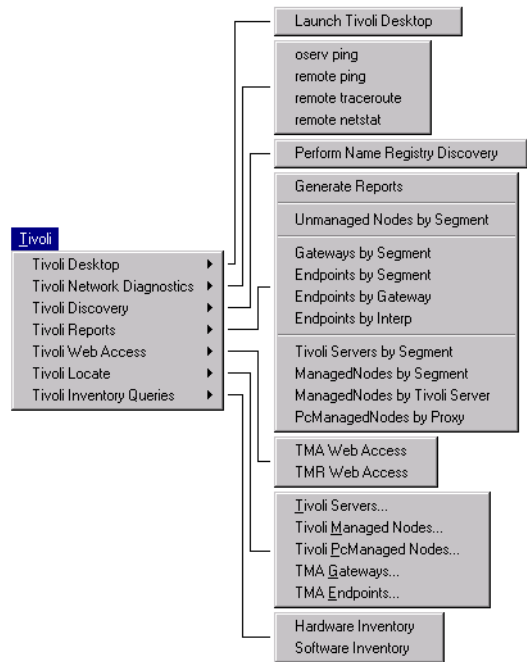 Launch Tivoli Desktop
oserv ping
remote ping
remote traceroute
remote netstat
Perform Name Registry Discovery
Generate Reports
Unmanaged Nodes by Segment
Gateways by Segment
Endpoints by Segment
Endpoints by Gateway
Endpoints by Interp
Tivoli Servers by Segment
ManagedNodes by Segment
ManagedNodes by Tivoli Server
PcManagedNodes by Proxy
Tivoli
Tivoli Desktop
Tivoli Network Diagnostics
Tivoli Discovery
Tivoli Reports
Tivoli Web Access
Tivoli Locate
Tivoli Inventory Queries
TMA Web Access
TMR Web Access
Tivoli Servers...
Tivoli Managed Nodes...
Tivoli PcManaged Nodes...
TMA Gateways...
TMA Endpoints...
Hardware Inventory
Software Inventory